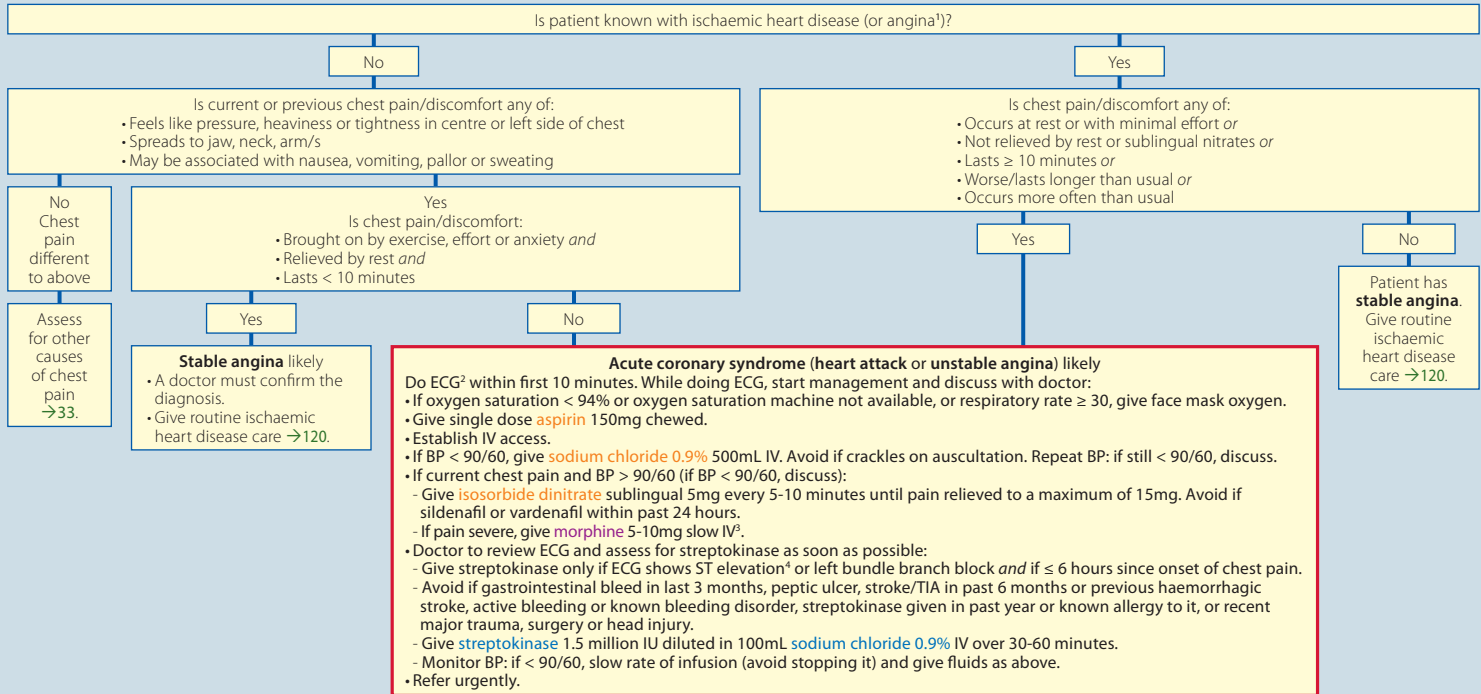 Is patient known with ischaemic heart disease (or angina¹)?
No
Yes
Is current or previous chest pain/discomfort any of:
• Feels like pressure, heaviness or tightness in centre or left side of chest
• Spreads to jaw, neck, arm/s
• May be associated with nausea, vomiting, pallor or sweating
Is chest pain/discomfort any of:
• Occurs at rest or with minimal effort or
• Not relieved by rest or sublingual nitrates or
• Lasts ≥ 10 minutes or
• Worse/lasts longer than usual or
• Occurs more often than usual
No
Chest
pain
different
to above
Yes
Is chest pain/discomfort:
• Brought on by exercise, effort or anxiety and
• Relieved by rest and
• Lasts < 10 minutes
Yes
No
Assess
for other
causes
of chest
pain
→33.
Yes
No
Patient has
stable angina.
Give routine
ischaemic
heart disease
care →120.
Stable angina likely
• A doctor must confirm the
diagnosis.
• Give routine ischaemic
heart disease care →120.
Acute coronary syndrome (heart attack or unstable angina) likely
Do ECG² within first 10 minutes. While doing ECG, start management and discuss with doctor:
• If oxygen saturation < 94% or oxygen saturation machine not available, or respiratory rate ≥ 30, give face mask oxygen.
• Give single dose aspirin 150mg chewed.
• Establish IV access.
• If BP < 90/60, give sodium chloride 0.9% 500mL IV. Avoid if crackles on auscultation. Repeat BP: if still < 90/60, discuss.
• If current chest pain and BP > 90/60 (if BP < 90/60, discuss):
- Give isosorbide dinitrate sublingual 5mg every 5-10 minutes until pain relieved to a maximum of 15mg. Avoid if
sildenafil or vardenafil within past 24 hours.
- If pain severe, give morphine 5-10mg slow IV³.
• Doctor to review ECG and assess for streptokinase as soon as possible:
- Give streptokinase only if ECG shows ST elevation⁴ or left bundle branch block and if ≤ 6 hours since onset of chest pain.
- Avoid if gastrointestinal bleed in last 3 months, peptic ulcer, stroke/TIA in past 6 months or previous haemorrhagic
stroke, active bleeding or known bleeding disorder, streptokinase given in past year or known allergy to it, or recent
major trauma, surgery or head injury.
- Give streptokinase 1.5 million IU diluted in 100mL sodium chloride 0.9% IV over 30-60 minutes.
- Monitor BP: if < 90/60, slow rate of infusion (avoid stopping it) and give fluids as above.
• Refer urgently.